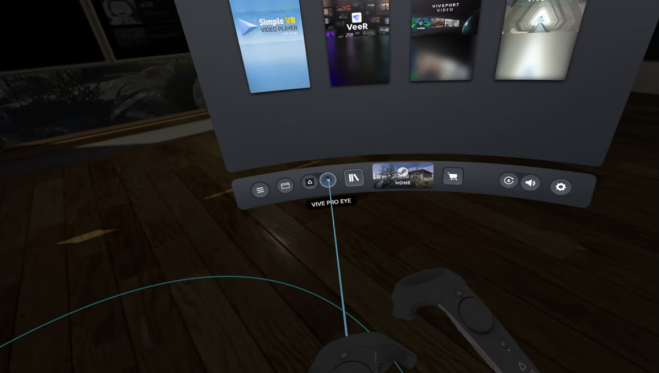 Simple VR
VIDEO PLAYER
VeeR
VIVEPORT
VIDEO
HOME
VIVE PRO EYE